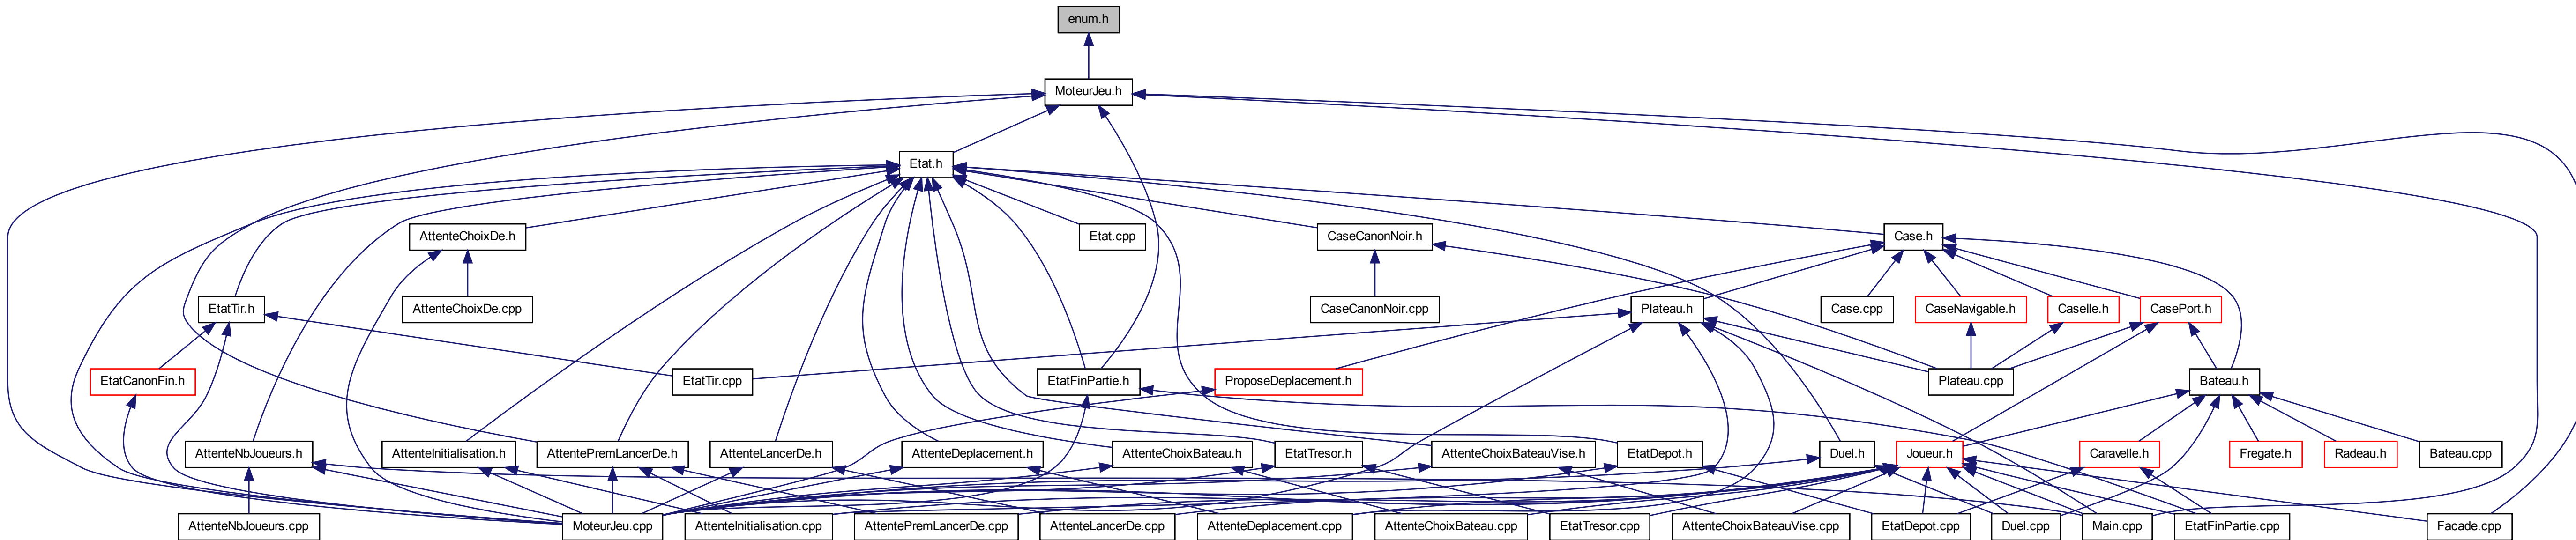 enum.h
MoteurJeu.h
Etat.h
AttenteChoixDe.h
Etat.cpp
CaseCanonNoir.h
Case.h
EtatTir.h
AttenteChoixDe.cpp
CaseCanonNoir.cpp
Plateau.h
Case.cpp
CaseNavigable.h
CaseIle.h
CasePort.h
EtatCanonFin.h
EtatTir.cpp
EtatFinPartie.h
ProposeDeplacement.h
Plateau.cpp
Bateau.h
AttenteNbJoueurs.h
AttenteInitialisation.h
AttentePremLancerDe.h
AttenteLancerDe.h
AttenteDeplacement.h
AttenteChoixBateau.h
EtatTresor.h
AttenteChoixBateauVise.h
EtatDepot.h
Duel.h
Joueur.h
Caravelle.h
Fregate.h
Radeau.h
Bateau.cpp
AttenteNbJoueurs.cpp
MoteurJeu.cpp
AttenteInitialisation.cpp
AttentePremLancerDe.cpp
AttenteLancerDe.cpp
AttenteDeplacement.cpp
AttenteChoixBateau.cpp
EtatTresor.cpp
AttenteChoixBateauVise.cpp
EtatDepot.cpp
Duel.cpp
Main.cpp
EtatFinPartie.cpp
Facade.cpp